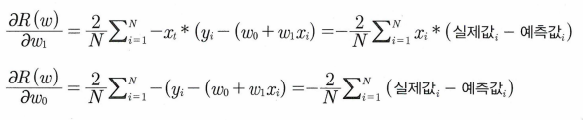 ∂R(w)/∂w₁ = 2/N ∑ᵢ₌₁ᴺ −xₜ * (yᵢ − (w₀ + w₁xᵢ) = −2/N ∑ᵢ₌₁ᴺ xᵢ * (실제값ᵢ − 예측값ᵢ)
∂R(w)/∂w₀ = 2/N ∑ᵢ₌₁ᴺ −(yᵢ − (w₀ + w₁xᵢ) = −2/N ∑ᵢ₌₁ᴺ (실제값ᵢ − 예측값ᵢ)